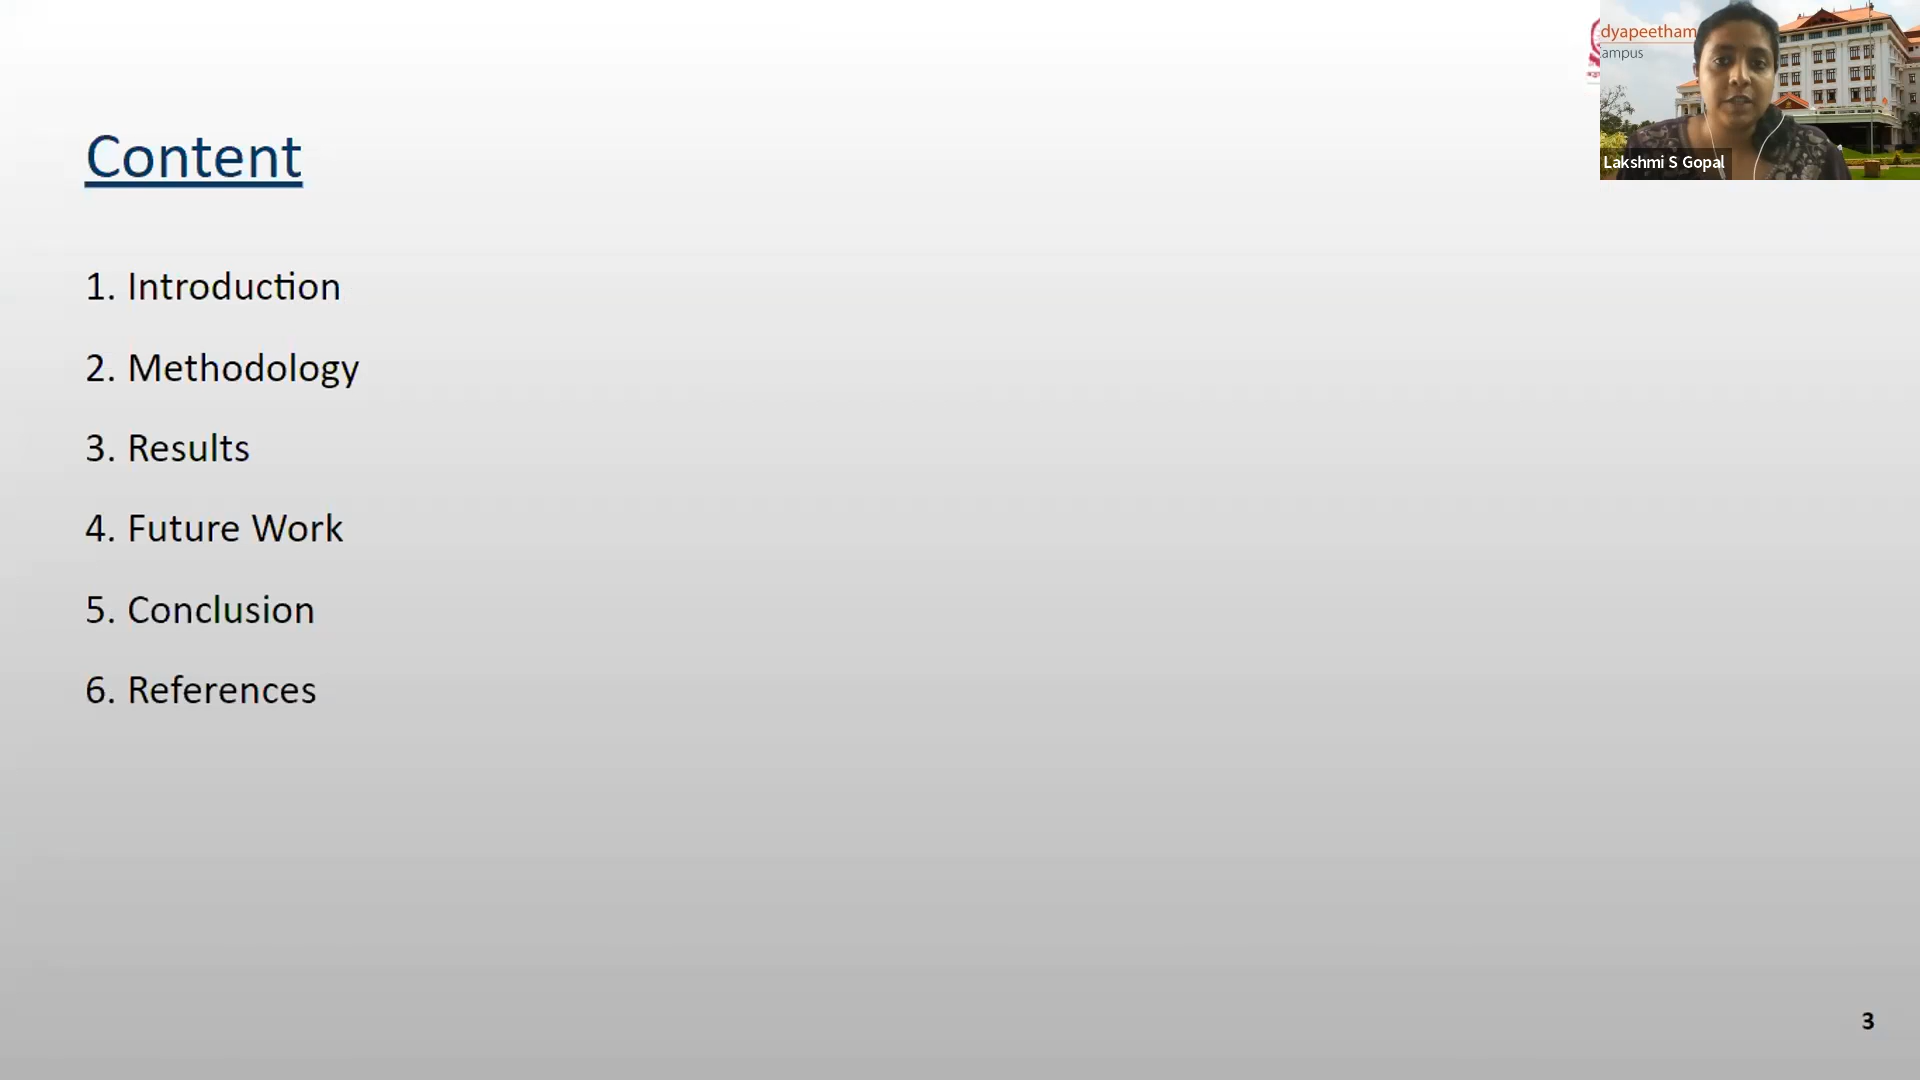 dyapeetham
ampus
Lakshmi S Gopal
Content
1. Introduction
2. Methodology
3. Results
4. Future Work
5. Conclusion
6. References
3